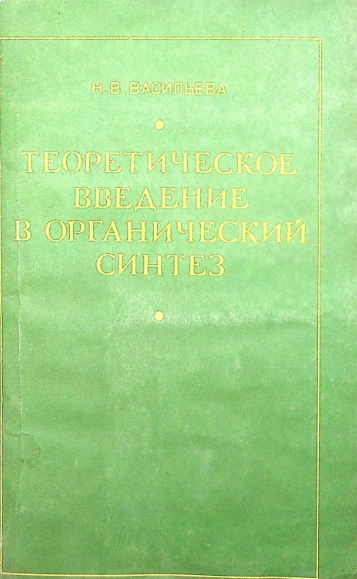 Н. В. ВАСИЛЬЕВА
ТЕОРЕТИЧЕСКОЕ
ВВЕДЕНИЕ
В ОРГАНИЧЕСКИЙ
СИНТЕЗ